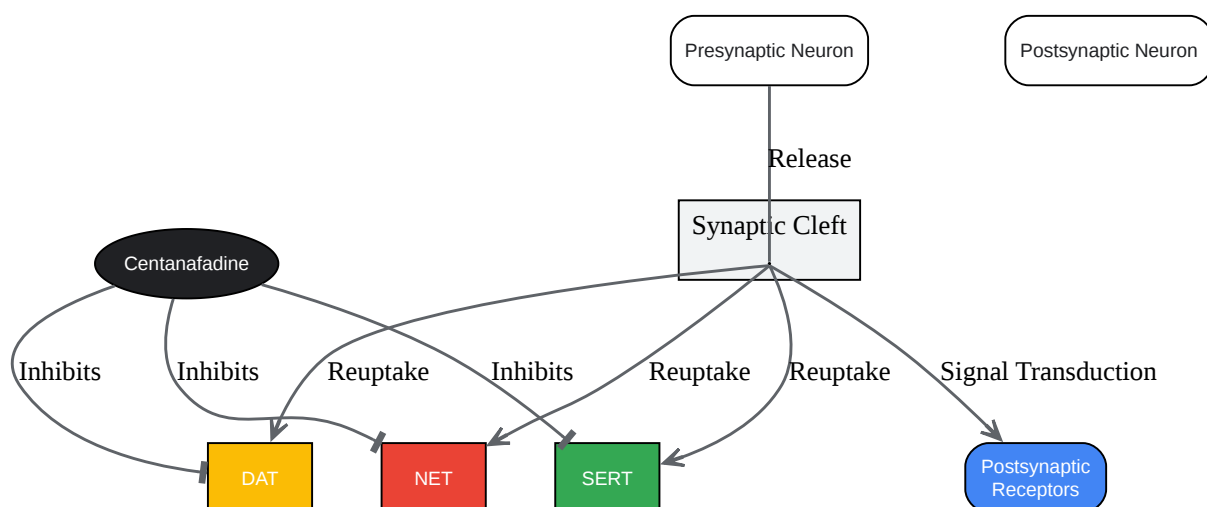 Presynaptic Neuron
Postsynaptic Neuron
Release
Synaptic Cleft
Centanafadine
Inhibits
Inhibits
Reuptake
Inhibits
Reuptake
Reuptake
Signal Transduction
DAT
NET
SERT
Postsynaptic
Receptors